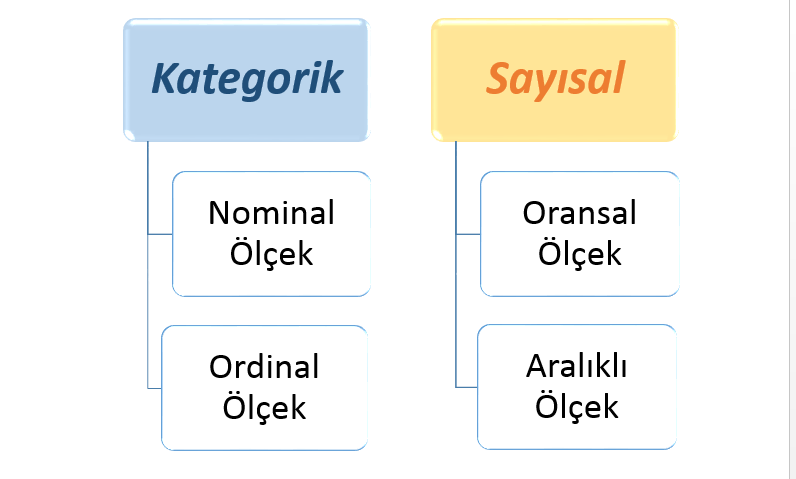 Kategorik
Nominal
Ölçek
Ordinal
Ölçek
Sayısal
Oransal
Ölçek
Aralıklı
Ölçek